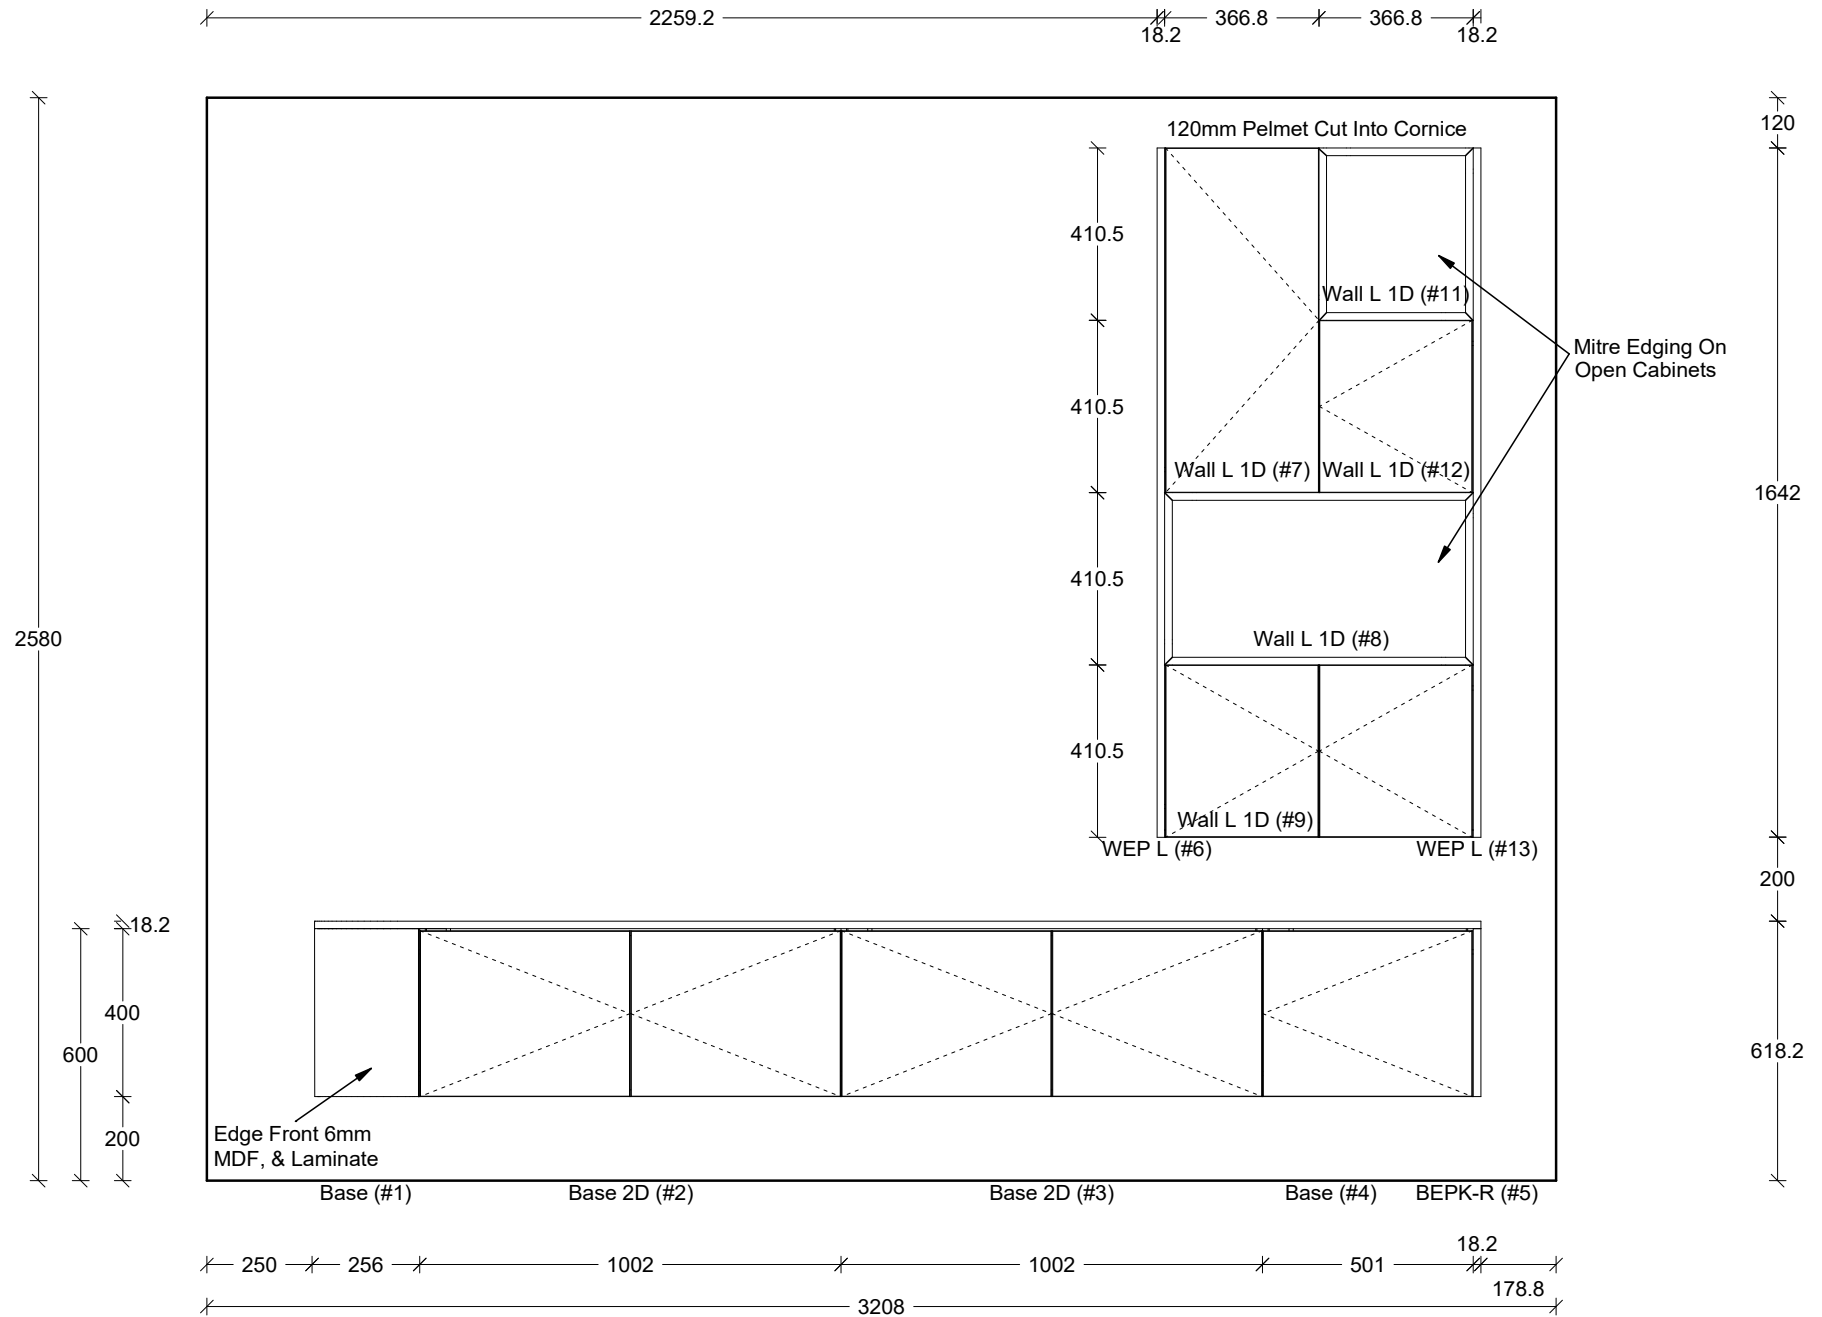 2259.2
366.8
366.8
18.2
18.2
120mm Pelmet Cut Into Cornice
120
410.5
Wall L 1D (#11)
Mitre Edging On
Open Cabinets
410.5
Wall L 1D (#7)
Wall L 1D (#12)
1642
410.5
2580
Wall L 1D (#8)
410.5
Wall L 1D (#9)
WEP L (#6)
WEP L (#13)
200
18.2
400
600
618.2
Edge Front 6mm
MDF, & Laminate
200
Base (#1)
Base 2D (#2)
Base 2D (#3)
Base (#4)
BEPK-R (#5)
18.2
250
256
1002
1002
501
178.8
3208